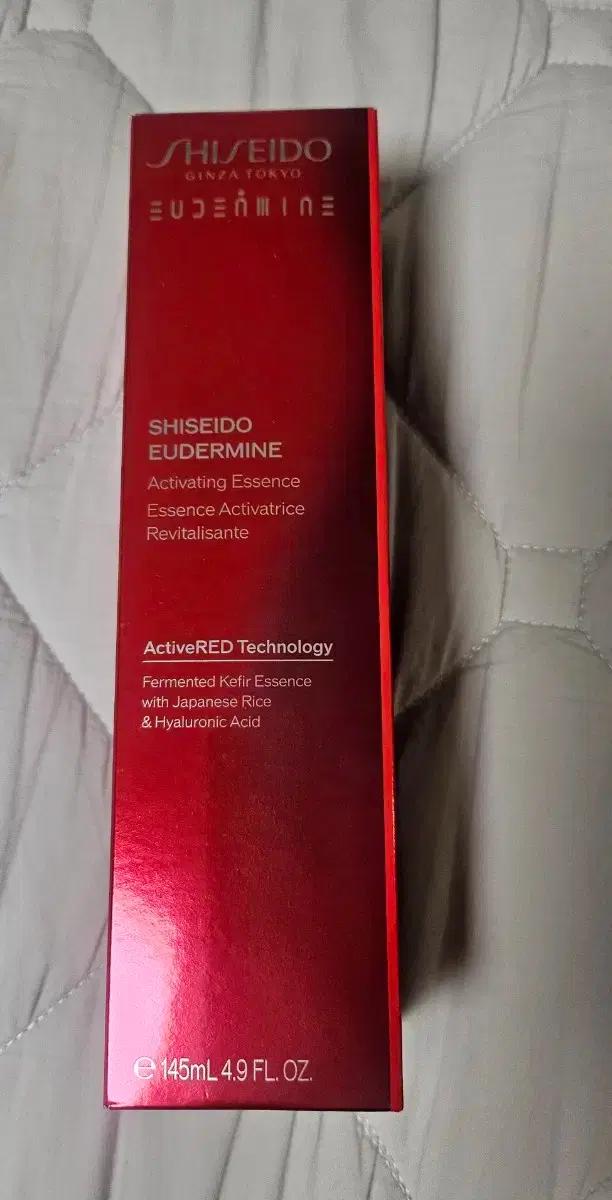 SHISEIDO
GINZA TOKYO
EUDERMINE
SHISEIDO
EUDERMINE
Activating Essence
Essence Activatrice
Revitalisante
ActiveRED Technology
Fermented Kefir Essence
with Japanese Rice
& Hyaluronic Acid
℮ 145mL 4.9 FL. OZ.